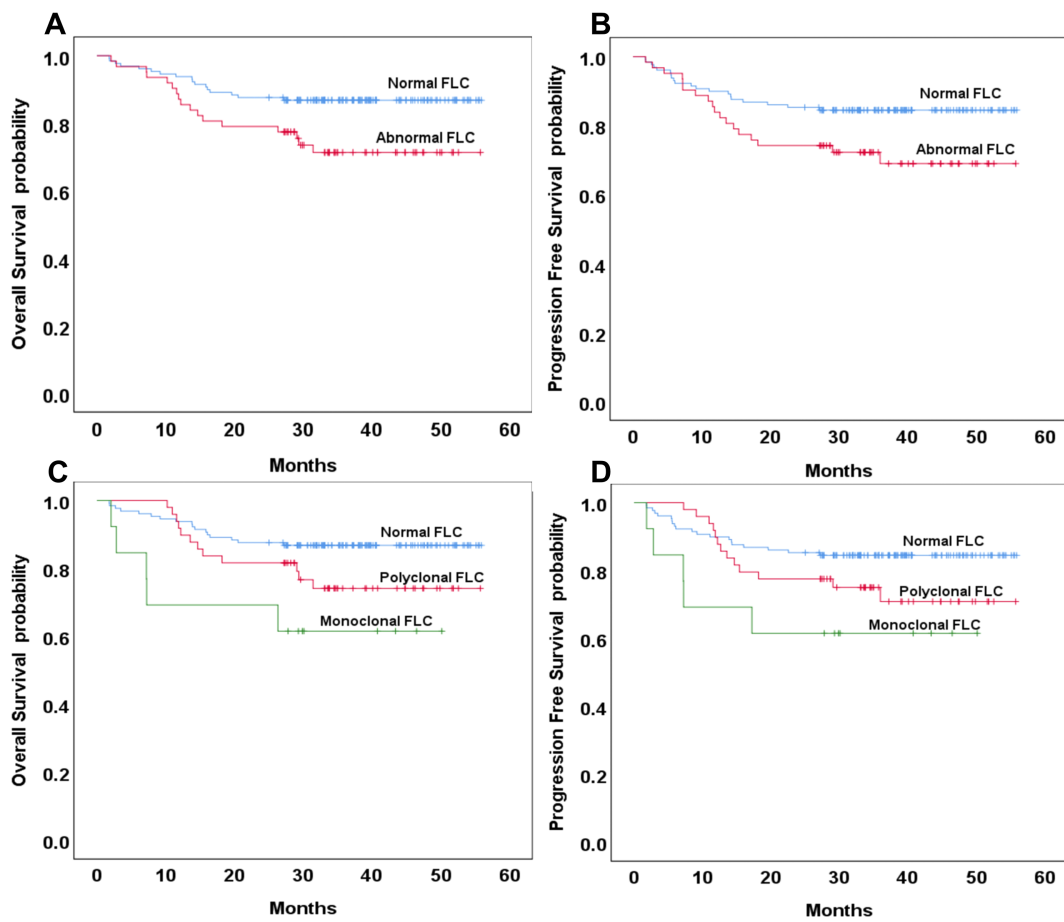 A
Overall Survival probability
1.0
0.8
0.6
0.4
0.2
0.0
Normal FLC
Abnormal FLC
0 10 20 30 40 50 60
Months
B
Progression Free Survival probability
1.0
0.8
0.6
0.4
0.2
0.0
Normal FLC
Abnormal FLC
0 10 20 30 40 50 60
Months
C
Overall Survival probability
1.0
0.8
0.6
0.4
0.2
0.0
Normal FLC
Polyclonal FLC
Monoclonal FLC
0 10 20 30 40 50 60
Months
D
Progression Free Survival probability
1.0
0.8
0.6
0.4
0.2
0.0
Normal FLC
Polyclonal FLC
Monoclonal FLC
0 10 20 30 40 50 60
Months